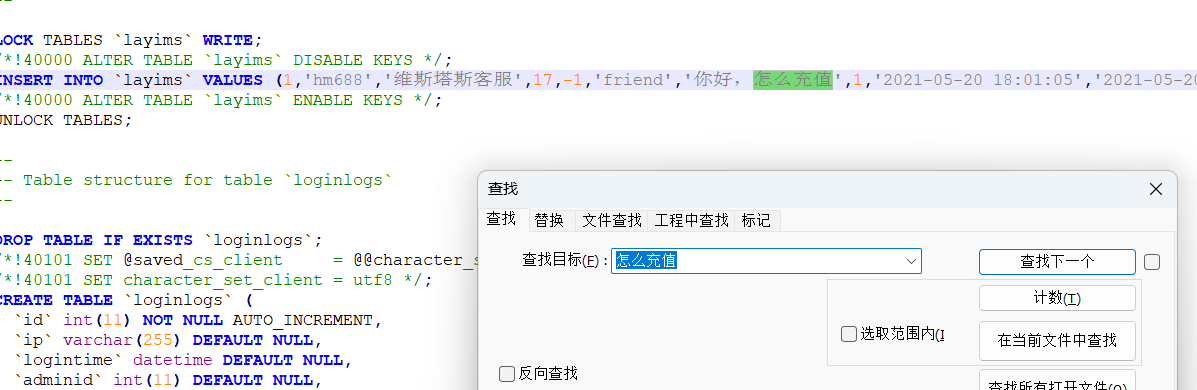 --
LOCK TABLES `layims` WRITE;
/*!40000 ALTER TABLE `layims` DISABLE KEYS */;
INSERT INTO `layims` VALUES (1,'hm688','维斯塔斯客服',17,-1,'friend','你好，怎么充值',1,'2021-05-20 18:01:05','2021-05-20
/*!40000 ALTER TABLE `layims` ENABLE KEYS */;
UNLOCK TABLES;
--
-- Table structure for table `loginlogs`
--
DROP TABLE IF EXISTS `loginlogs`;
/*!40101 SET @saved_cs_client     = @@character_s
/*!40101 SET character_set_client = utf8 */;
CREATE TABLE `loginlogs` (
`id` int(11) NOT NULL AUTO_INCREMENT,
`ip` varchar(255) DEFAULT NULL,
`logintime` datetime DEFAULT NULL,
`adminid` int(11) DEFAULT NULL,
查找
查找 替换 文件查找 工程中查找 标记
查找目标(F)： 怎么充值
查找下一个
计数(T)
选取范围内(I
在当前文件中查找
反向查找
查找所有打开文件(O)